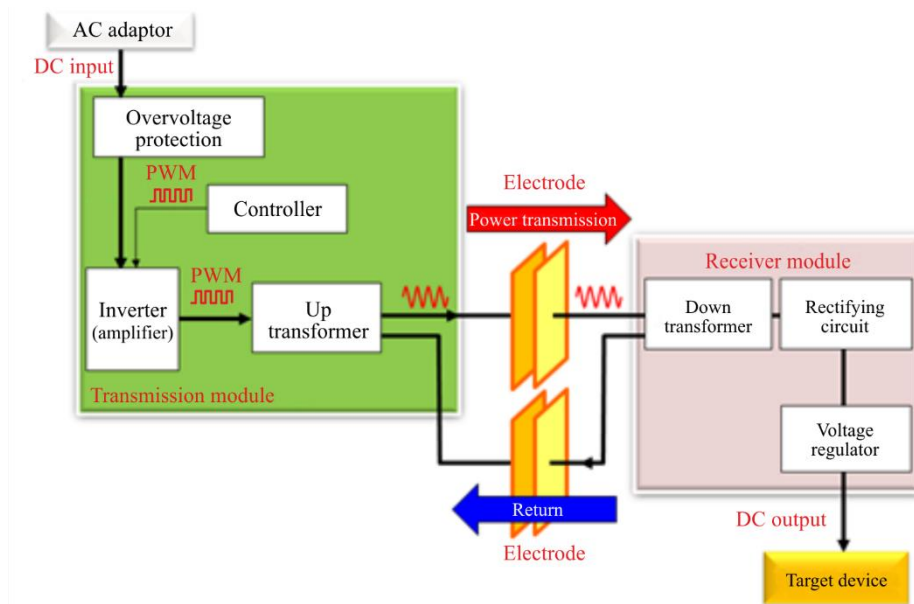 AC adaptor
DC input
Overvoltage
protection
PWM
Controller
Electrode
Power transmission
PWM
Inverter
(amplifier)
Up
transformer
Transmission module
Receiver module
Down
transformer
Rectifying
circuit
Voltage
regulator
Return
Electrode
DC output
Target device